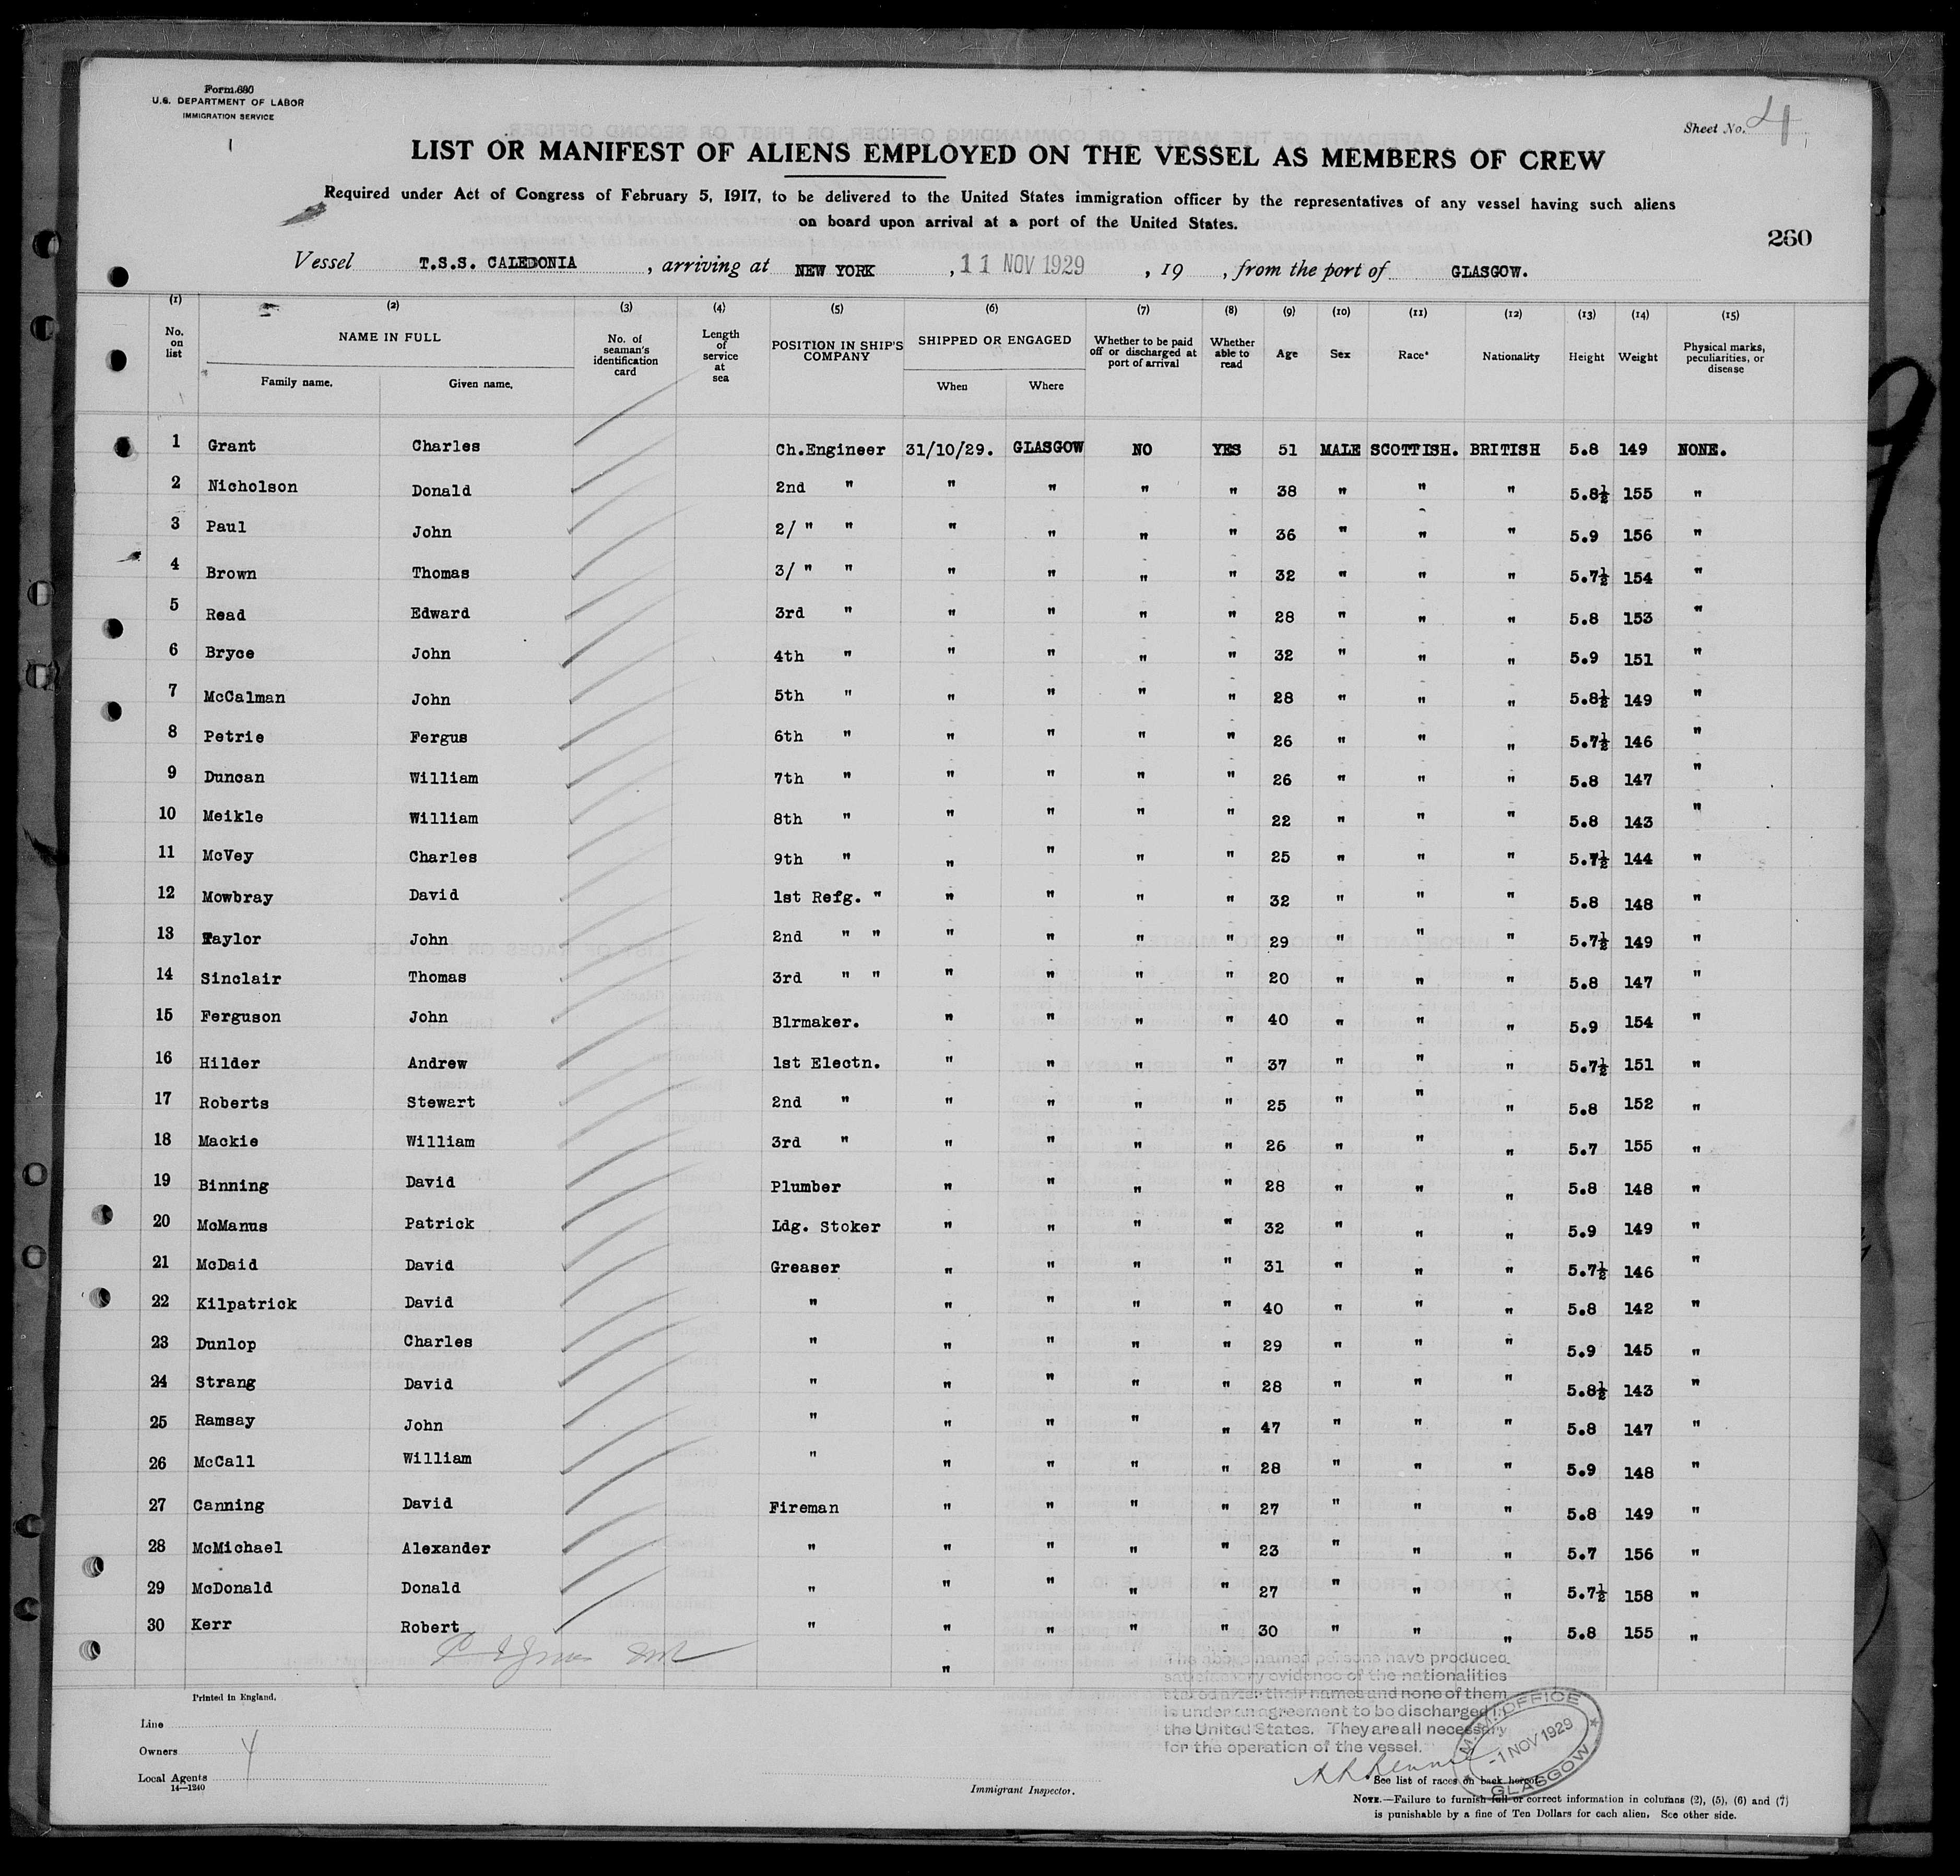 Form 680
U.S. DEPARTMENT OF LABOR
IMMIGRATION SERVICE
Sheet No. 4
LIST OR MANIFEST OF ALIENS EMPLOYED ON THE VESSEL AS MEMBERS OF CREW
Required under Act of Congress of February 5, 1917, to be delivered to the United States immigration officer by the representatives of any vessel having such aliens
on board upon arrival at a port of the United States.
260
Vessel T.S.S. CALEDONIA, arriving at NEW YORK, 11 NOV 1929, 19 , from the port of GLASGOW.
(1) (2) (3) (4) (5) (6) (7) (8) (9) (10) (11) (12) (13) (14) (15)
No. on list NAME IN FULL No. of seaman's identification card Length of service at sea POSITION IN SHIP'S COMPANY SHIPPED OR ENGAGED Whether to be paid off or discharged at port of arrival Whether able to read Age Sex Race* Nationality Height Weight Physical marks, peculiarities, or disease
Family name. Given name. When Where
1 Grant Charles Ch.Engineer 31/10/29. GLASGOW NO YES 51 MALE SCOTTISH. BRITISH 5.8 149 NONE.
2 Nicholson Donald 2nd " " " " " 38 " " " 5.8½ 155 "
3 Paul John 2/ " " " " " " 36 " " " 5.9 156 "
4 Brown Thomas 3/ " " " " " " 32 " " " 5.7½ 154 "
5 Read Edward 3rd " " " " " 28 " " " 5.8 153 "
6 Bryce John 4th " " " " " 32 " " " 5.9 151 "
7 McCalman John 5th " " " " " 28 " " " 5.8½ 149 "
8 Petrie Fergus 6th " " " " " 26 " " " 5.7½ 146 "
9 Duncan William 7th " " " " " 26 " " " 5.8 147 "
10 Meikle William 8th " " " " " 22 " " " 5.8 143 "
11 McVey Charles 9th " " " " " 25 " " " 5.7½ 144 "
12 Mowbray David 1st Refg. " " " " " 32 " " " 5.8 148 "
13 Taylor John 2nd " " " " " " 29 " " " 5.7½ 149 "
14 Sinclair Thomas 3rd " " " " " " 20 " " " 5.8 147 "
15 Ferguson John Blrmaker. " " " " 40 " " " 5.9 154 "
16 Hilder Andrew 1st Electn. " " " " 37 " " " 5.7½ 151 "
17 Roberts Stewart 2nd " " " " " 25 " " " 5.8 152 "
18 Mackie William 3rd " " " " " 26 " " " 5.7 155 "
19 Binning David Plumber " " " " 28 " " " 5.8 148 "
20 McManus Patrick Ldg. Stoker " " " " 32 " " " 5.9 149 "
21 McDaid David Greaser " " " " 31 " " " 5.7½ 146 "
22 Kilpatrick David " " " " " 40 " " " 5.8 142 "
23 Dunlop Charles " " " " " 29 " " " 5.9 145 "
24 Strang David " " " " " 28 " " " 5.8½ 143 "
25 Ramsay John " " " " " 47 " " " 5.8 147 "
26 McCall William " " " " " 28 " " " 5.9 148 "
27 Canning David Fireman " " " " 27 " " " 5.8 149 "
28 McMichael Alexander " " " " " 23 " " " 5.7 156 "
29 McDonald Donald " " " " " 27 " " " 5.7½ 158 "
30 Kerr Robert " " " " " 30 " " " 5.8 155 "
"
The above named persons have produced
satisfactory evidence of the nationalities
stated after their names and none of them
is under an agreement to be discharged in
the United States. They are all necessary
for the operation of the vessel.
M.M. OFFICE
-1 NOV 1929
GLASGOW
Printed in England.
Line
Owners
Local Agents
14—1240
Immigrant Inspector.
See list of races on back hereof.
NOTE.—Failure to furnish full or correct information in columns (2), (5), (6) and (7)
is punishable by a fine of Ten Dollars for each alien. See other side.